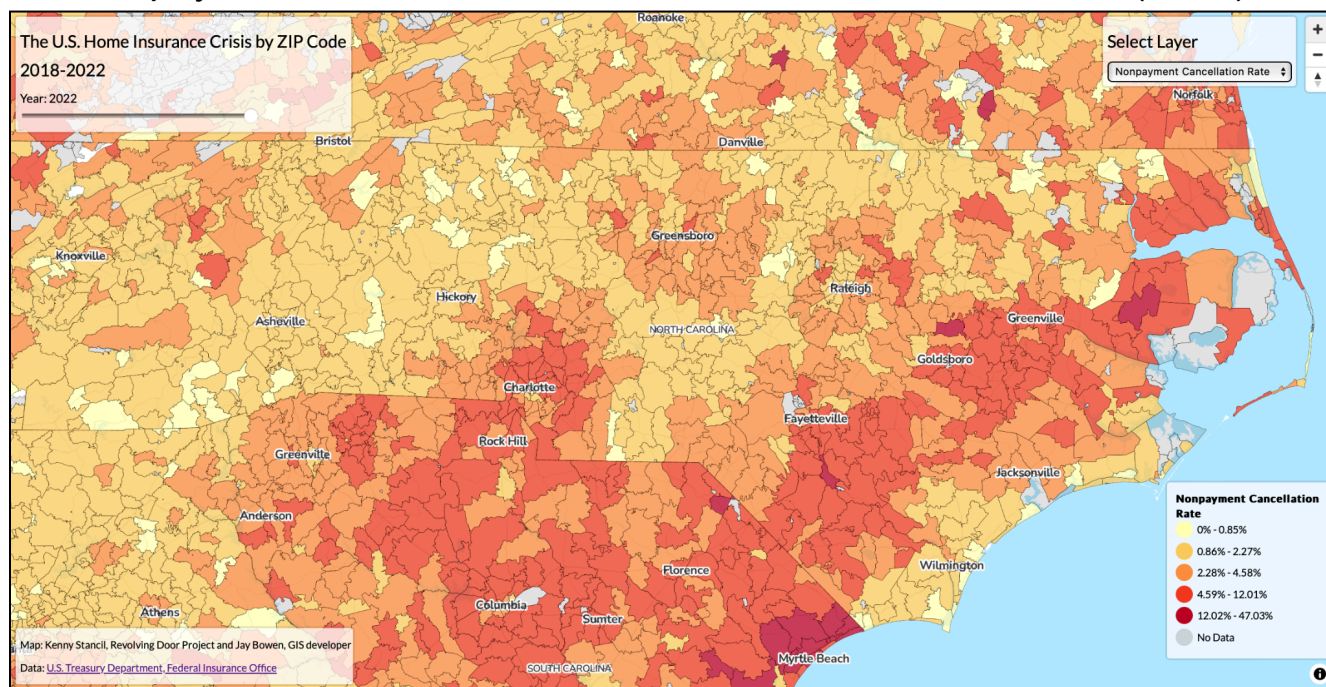 The U.S. Home Insurance Crisis by ZIP Code
2018-2022
Year: 2022
Select Layer
Nonpayment Cancellation Rate
+
−
Roanoke
Norfolk
Bristol
Danville
Knoxville
Greensboro
Raleigh
Hickory
Asheville
NORTH CAROLINA
Greenville
Goldsboro
Charlotte
Fayetteville
Rock Hill
Greenville
Jacksonville
Anderson
Wilmington
Florence
Athens
Columbia
Sumter
Myrtle Beach
SOUTH CAROLINA
Nonpayment Cancellation
Rate
0% - 0.85%
0.86% - 2.27%
2.28% - 4.58%
4.59% - 12.01%
12.02% - 47.03%
No Data
Map: Kenny Stancil, Revolving Door Project and Jay Bowen, GIS developer
Data: U.S. Treasury Department, Federal Insurance Office